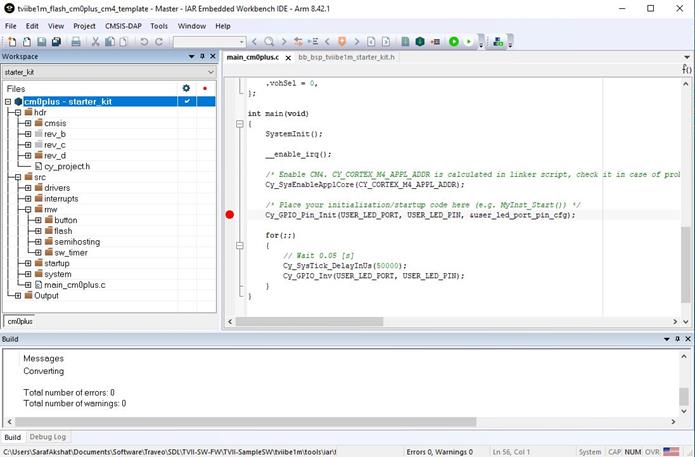 tviibe1m_flash_cm0plus_cm4_template - Master - IAR Embedded Workbench IDE - Arm 8.42.1
File Edit View Project CMSIS-DAP Tools Window Help
Workspace
starter_kit
Files
cm0plus - starter_kit
hdr
cmsis
rev_b
rev_c
rev_d
cy_project.h
src
drivers
interrupts
mw
button
flash
semihosting
sw_timer
startup
system
main_cm0plus.c
Output
cm0plus
main_cm0plus.c x bb_bsp_tviibe1m_starter_kit.h
f()
.vohSel = 0,
};
int main(void)
{
SystemInit();
__enable_irq();
/* Enable CM4. CY_CORTEX_M4_APPL_ADDR is calculated in linker script, check it in case of prob
Cy_SysEnableApplCore(CY_CORTEX_M4_APPL_ADDR);
/* Place your initialization/startup code here (e.g. MyInst_Start()) */
Cy_GPIO_Pin_Init(USER_LED_PORT, USER_LED_PIN, &user_led_port_pin_cfg);
for(;;)
{
// Wait 0.05 [s]
Cy_SysTick_DelayInUs(50000);
Cy_GPIO_Inv(USER_LED_PORT, USER_LED_PIN);
}
}
Build
Messages
Converting
Total number of errors: 0
Total number of warnings: 0
Build Debug Log
C:\Users\SarafAkshat\Documents\Software\Traveo\SDL\TVII-SW-FW\TVII-SampleSW\tviibe1m\tools\iar\f Errors 0, Warnings 0 Ln 56, Col 1 System CAP NUM OVR